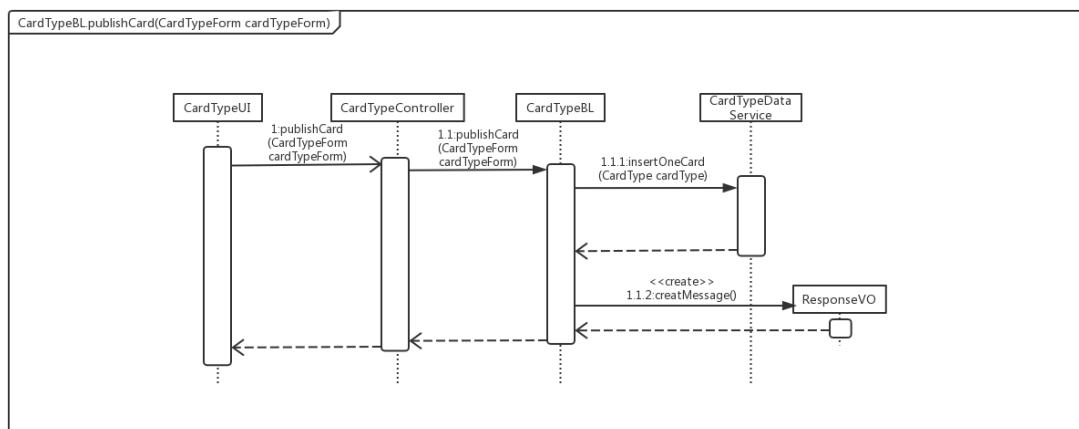 CardTypeBL.publishCard(CardTypeForm cardTypeForm)
CardTypeUI
CardTypeController
CardTypeBL
CardTypeData
Service
1:publishCard
(CardTypeForm
cardTypeForm)
1.1:publishCard
(CardTypeForm
cardTypeForm)
1.1.1:insertOneCard
(CardType cardType)
<<create>>
1.1.2:creatMessage()
ResponseVO